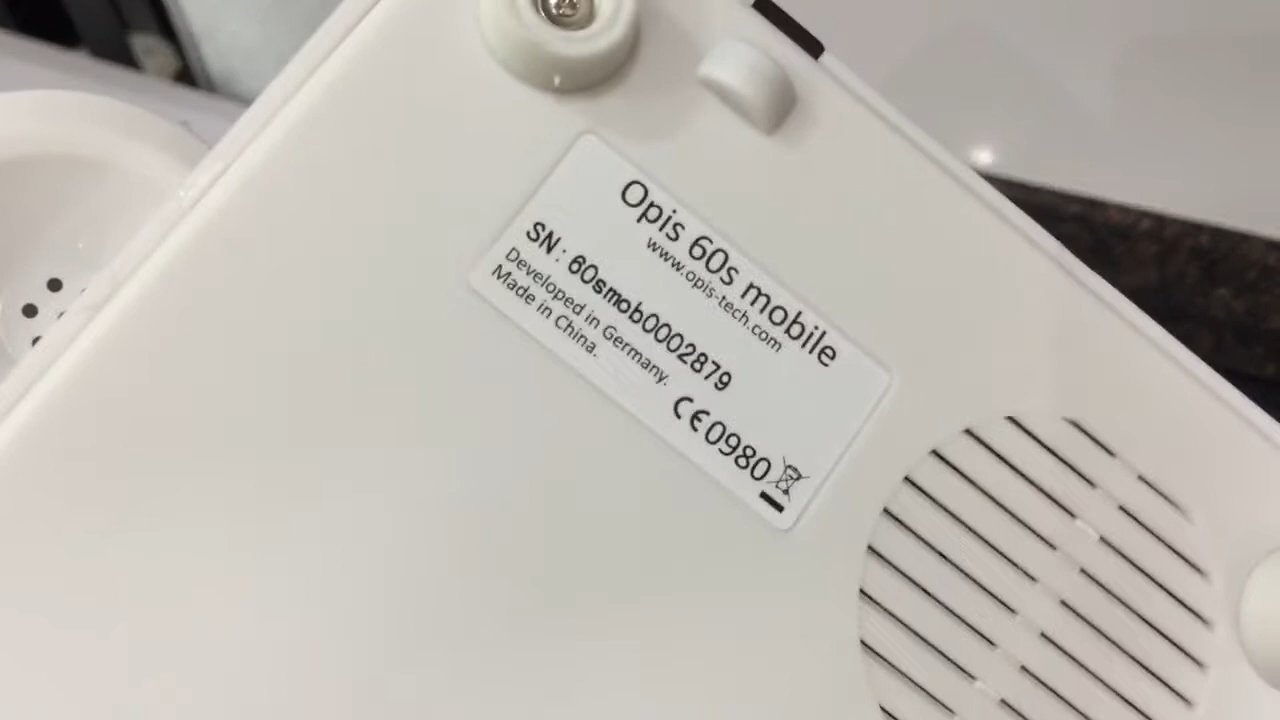 Opis 60s mobile
www.opis-tech.com
SN: 60smob0002879
Developed in Germany.
Made in China.
CE0980